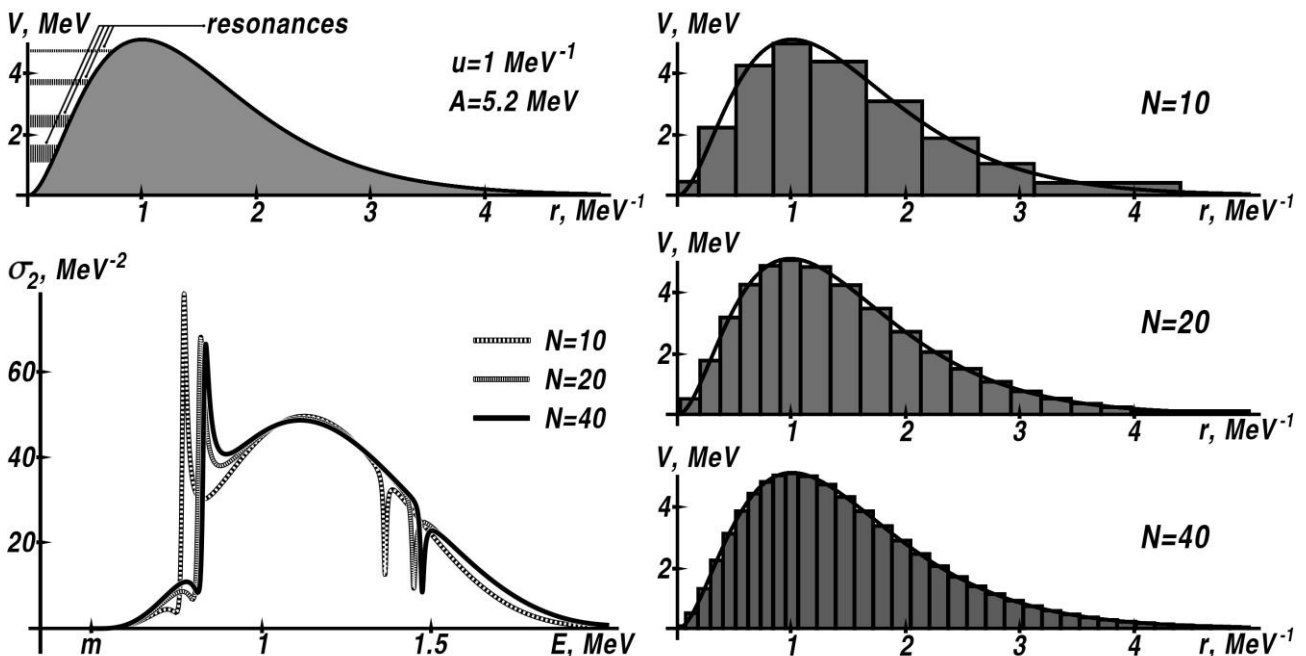 V, MeV
resonances
u=1 MeV⁻¹
A=5.2 MeV
4
2
1 2 3 4 r, MeV⁻¹
V, MeV
N=10
4
2
1 2 3 4 r, MeV⁻¹
σ₂, MeV⁻²
N=10
N=20
N=40
60
40
20
m 1 1.5 E, MeV
V, MeV
N=20
4
2
1 2 3 4 r, MeV⁻¹
V, MeV
N=40
4
2
1 2 3 4 r, MeV⁻¹